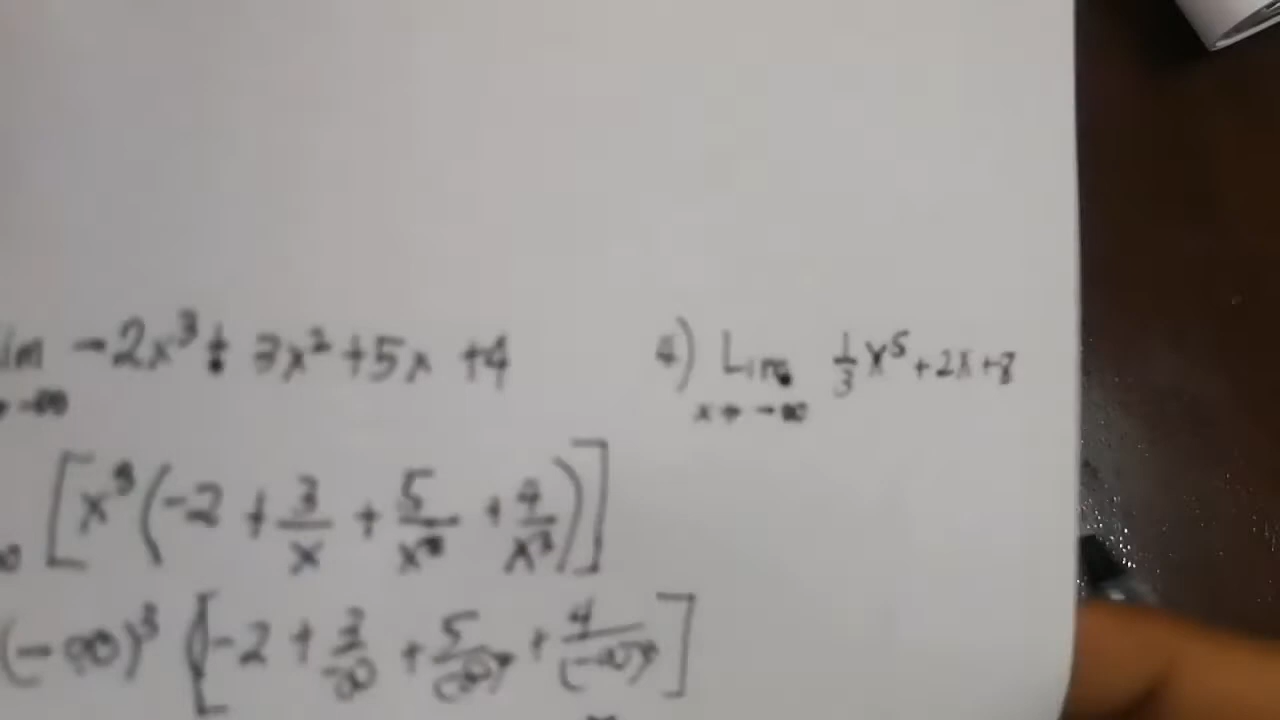 lim -2x³ + 3x² + 5x + 4
→ -∞
[x³(-2 + 3/x + 5/x² + 4/x³)]
∞
(-∞)³ [-2 + 3/-∞ + 5/(-∞)² + 4/(-∞)³]
4) Lim 1/3 x⁵ + 2x + 8
x → -∞